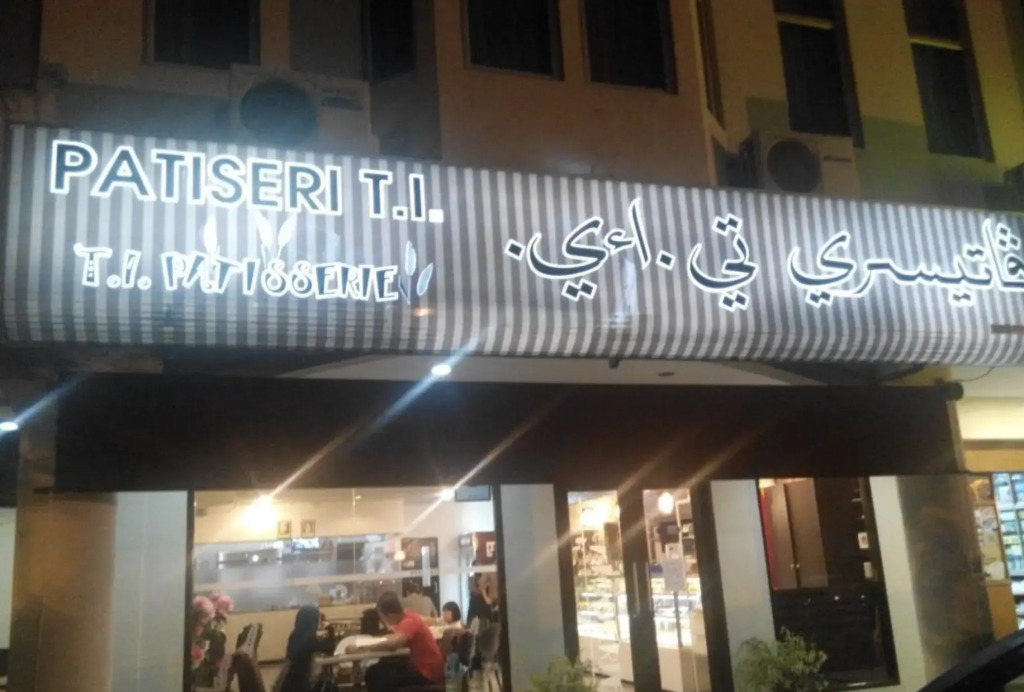 PATISERI T.I.
T.I. PATISSERIE
ڤاتيسري تي .اءي.